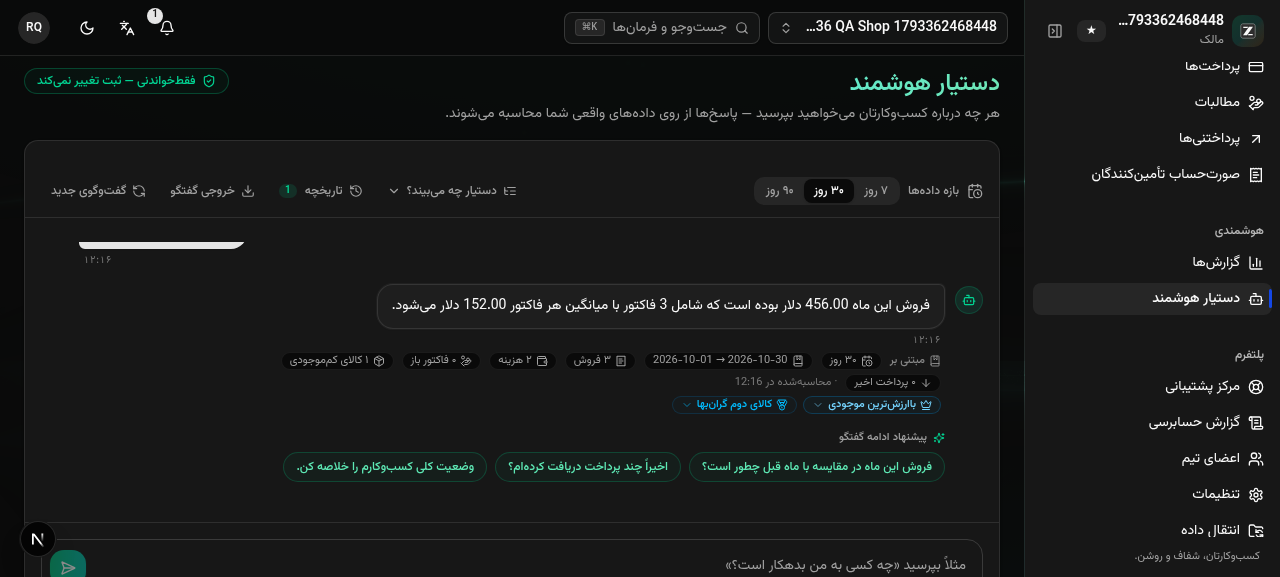 …793362468448
مالک
پرداخت‌ها
مطالبات
پرداختنی‌ها
صورت‌حساب تأمین‌کنندگان
هوشمندی
گزارش‌ها
دستیار هوشمند
پلتفرم
مرکز پشتیبانی
گزارش حسابرسی
اعضای تیم
تنظیمات
انتقال داده
کسب‌وکارتان، شفاف و روشن.
…36 QA Shop 1793362468448
جست‌وجو و فرمان‌ها
⌘K
1
RQ
دستیار هوشمند
فقط‌خواندنی — ثبت تغییر نمی‌کند
هر چه درباره کسب‌وکارتان می‌خواهید بپرسید — پاسخ‌ها از روی داده‌های واقعی شما محاسبه می‌شوند.
بازه داده‌ها ۷ روز ۳۰ روز ۹۰ روز
دستیار چه می‌بیند؟ تاریخچه 1 خروجی گفتگو گفت‌وگوی جدید
۱۲:۱۶
فروش این ماه 456.00 دلار بوده است که شامل 3 فاکتور با میانگین هر فاکتور 152.00 دلار می‌شود.
۱۲:۱۶
مبتنی بر ۳۰ روز 2026-10-01 → 2026-10-30 ۳ فروش ۲ هزینه ۰ فاکتور باز ۱ کالای کم‌موجودی
۰ پرداخت اخیر · محاسبه‌شده در 12:16
باارزش‌ترین موجودی کالای دوم گران‌بها
پیشنهاد ادامه گفتگو
فروش این ماه در مقایسه با ماه قبل چطور است؟ اخیراً چند پرداخت دریافت کرده‌ام؟ وضعیت کلی کسب‌وکارم را خلاصه کن.
مثلاً بپرسید «چه کسی به من بدهکار است؟»
N